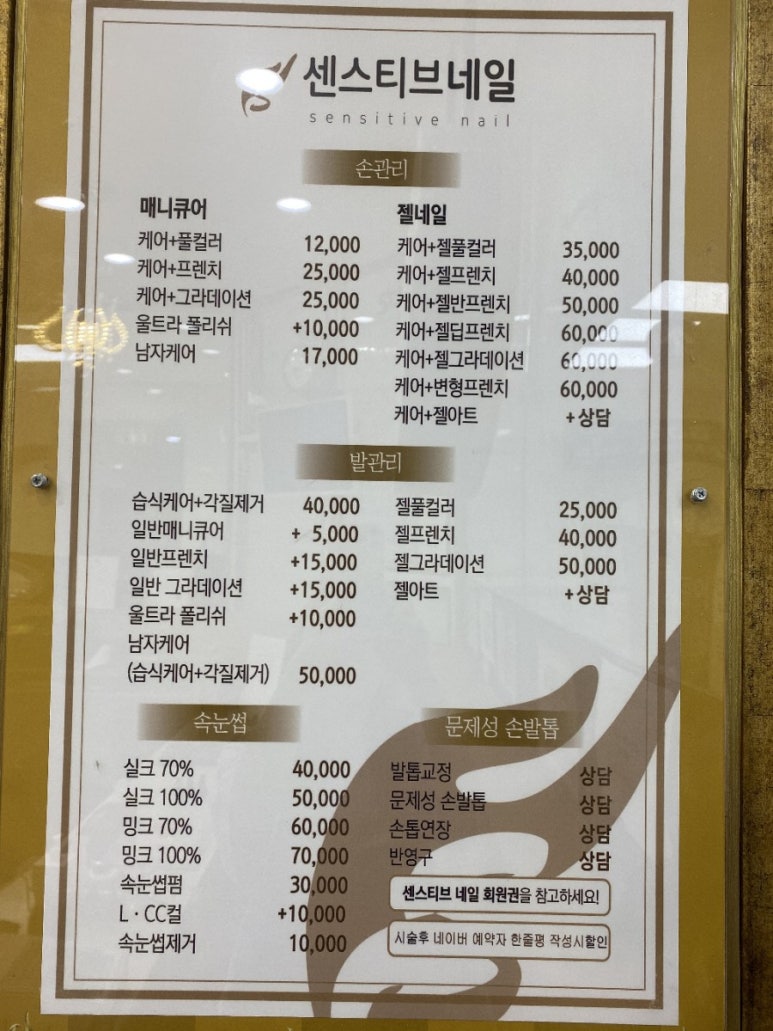 센스티브네일
sensitive nail
손관리
매니큐어
케어+풀컬러 12,000
케어+프렌치 25,000
케어+그라데이션 25,000
울트라 폴리쉬 +10,000
남자케어 17,000
젤네일
케어+젤풀컬러 35,000
케어+젤프렌치 40,000
케어+젤반프렌치 50,000
케어+젤딥프렌치 60,000
케어+젤그라데이션 60,000
케어+변형프렌치 60,000
케어+젤아트 +상담
발관리
습식케어+각질제거 40,000
일반매니큐어 + 5,000
일반프렌치 +15,000
일반 그라데이션 +15,000
울트라 폴리쉬 +10,000
남자케어
(습식케어+각질제거) 50,000
젤풀컬러 25,000
젤프렌치 40,000
젤그라데이션 50,000
젤아트 +상담
속눈썹
실크 70% 40,000
실크 100% 50,000
밍크 70% 60,000
밍크 100% 70,000
속눈썹펌 30,000
L·CC컬 +10,000
속눈썹제거 10,000
문제성 손발톱
발톱교정 상담
문제성 손발톱 상담
손톱연장 상담
반영구 상담
센스티브 네일 회원권을 참고하세요!
시술후 네이버 예약자 한줄평 작성시할인